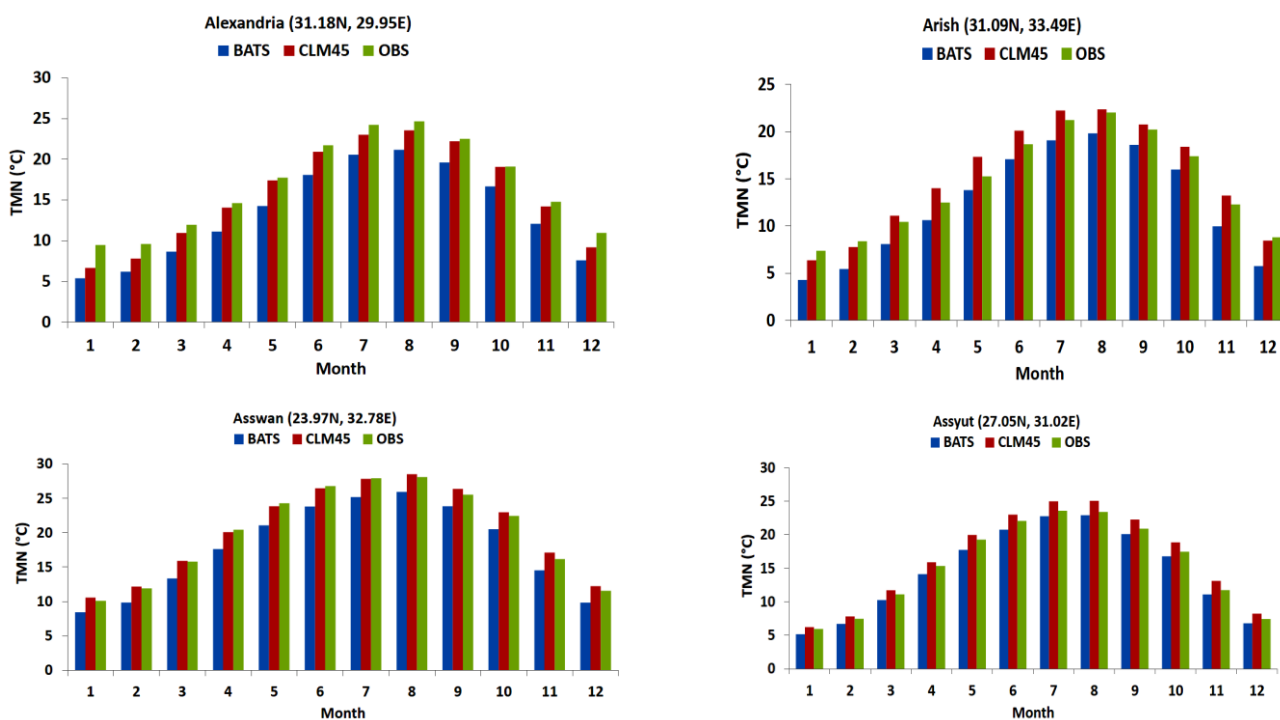 Alexandria (31.18N, 29.95E)
BATS CLM45 OBS
TMN (°C)
30
25
20
15
10
5
0
1 2 3 4 5 6 7 8 9 10 11 12
Month
Arish (31.09N, 33.49E)
BATS CLM45 OBS
TMN (°C)
25
20
15
10
5
0
1 2 3 4 5 6 7 8 9 10 11 12
Month
Asswan (23.97N, 32.78E)
BATS CLM45 OBS
TMN (°C)
30
25
20
15
10
5
0
1 2 3 4 5 6 7 8 9 10 11 12
Month
Assyut (27.05N, 31.02E)
BATS CLM45 OBS
TMN (°C)
30
25
20
15
10
5
0
1 2 3 4 5 6 7 8 9 10 11 12
Month